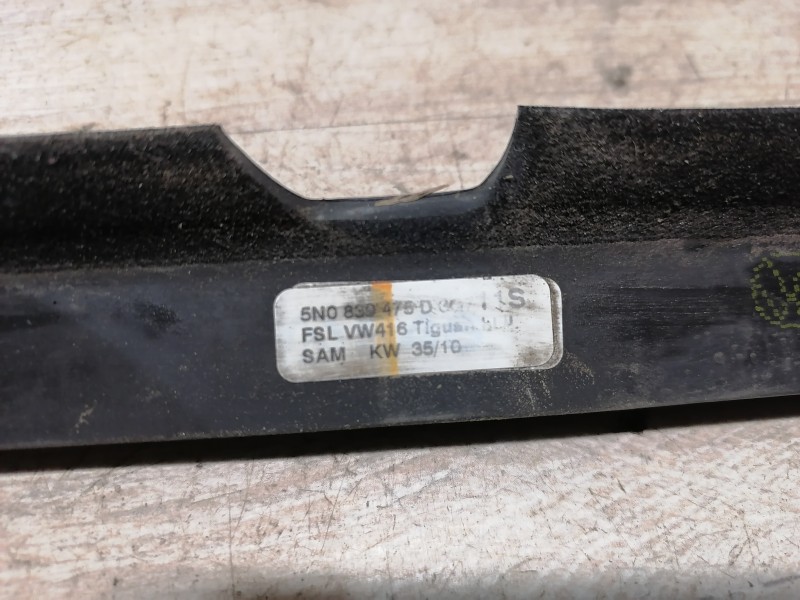 5N0 839 475 D
FSL VW416 Tiguan
SAM KW 35/10